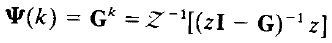 Ψ(k) = G^k = 𝒵^{-1}[(zI − G)^{-1} z]